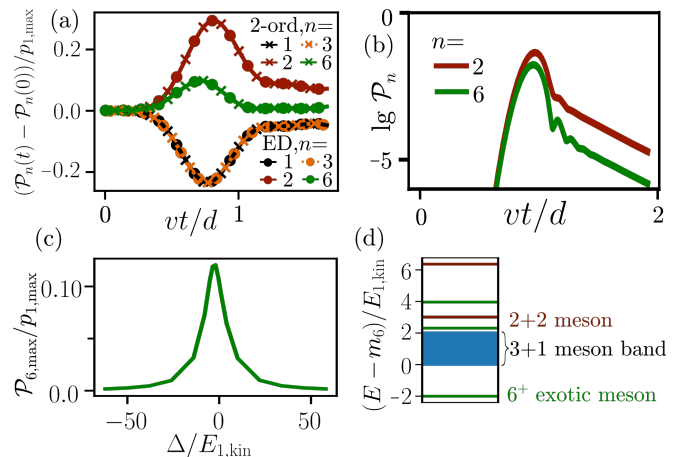 (a)
2-ord, n=
1 3
2 6
(𝒫ₙ(t) − 𝒫ₙ(0))/p₁,max
0.2
0.0
-0.2
ED, n=
1 3
2 6
0 1
vt/d
(b)
n=
2
6
lg 𝒫ₙ
0
-5
0 2
vt/d
(c)
𝒫₆,max/p₁,max
0.10
0.0
−50 0 50
Δ/E₁,kin
(d)
(E − m₆)/E₁,kin
6
4
2
0
−2
2+2 meson
3+1 meson band
6⁺ exotic meson